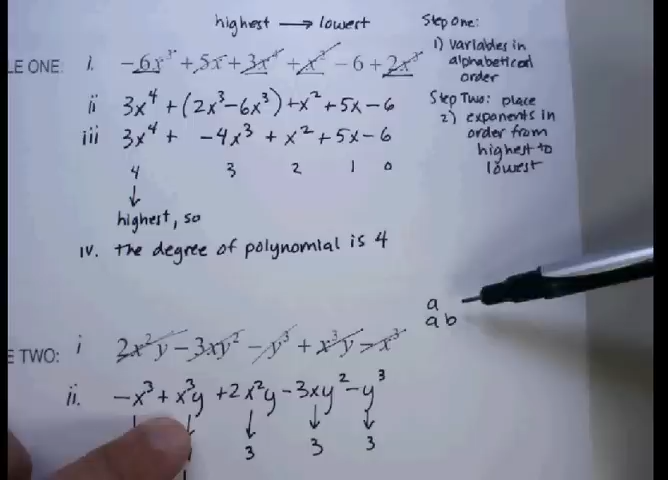 highest → lowest
LE ONE: i. -6x³ + 5x + 3x⁴ + x² - 6 + 2x³
ii 3x⁴ + (2x³ - 6x³) + x² + 5x - 6
iii 3x⁴ + -4x³ + x² + 5x - 6
4 3 2 1 0
↓
highest, so
iv. the degree of polynomial is 4
Step One:
1) variables in
alphabetical
order
Step Two: place
2) exponents in
order from
highest to
lowest
a
ab
E TWO: i 2x²y - 3xy² - y³ + x³y - x³
ii. -x³ + x³y + 2x²y - 3xy² - y³
↓ ↓ ↓
3 3 3